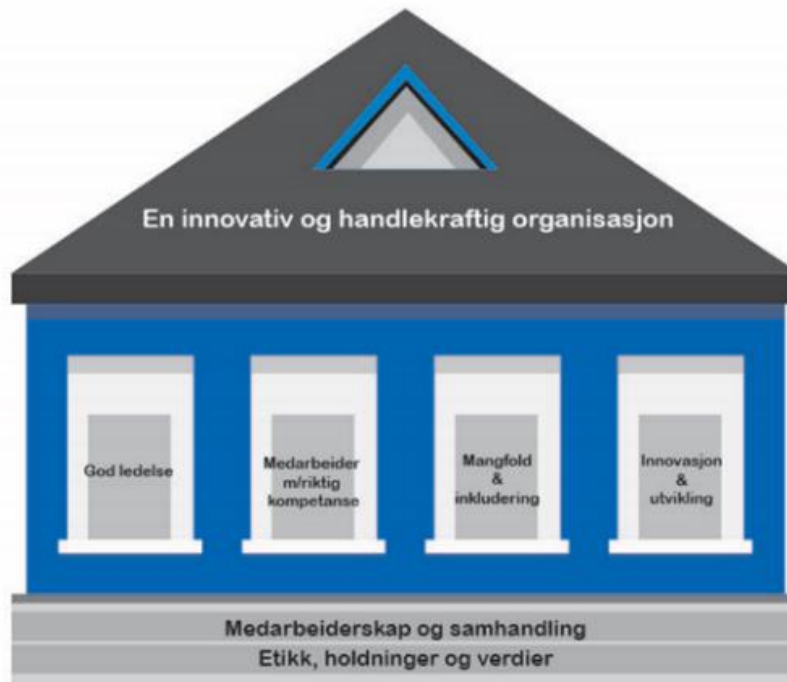 En innovativ og handlekraftig organisasjon
God ledelse
Medarbeider
m/riktig
kompetanse
Mangfold
&
inkludering
Innovasjon
&
utvikling
Medarbeiderskap og samhandling
Etikk, holdninger og verdier